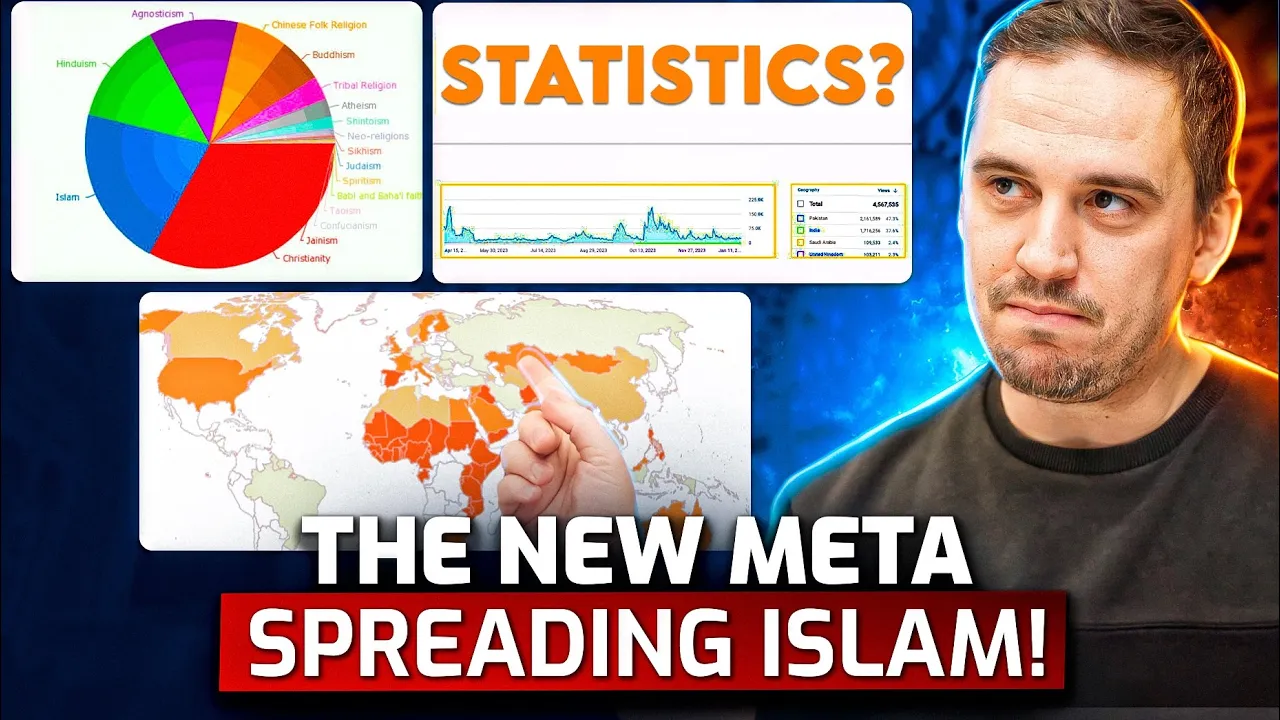 Agnosticism
Chinese Folk Religion
Hinduism
Buddhism
Tribal Religion
Atheism
Shintoism
Neo-religions
Sikhism
Judaism
Islam
Spiritism
Babi and Baha'i faith
Taoism
Confucianism
Jainism
Christianity
STATISTICS?
225.0K
150.0K
75.0K
0
Apr 15, 2... May 30, 2023 Jul 14, 2023 Aug 29, 2023 Oct 13, 2023 Nov 27, 2023 Jan 11, 2...
Geography Views ↓
Total 4,567,535
Pakistan 2,161,589 47.3%
India 1,716,256 37.6%
Saudi Arabia 109,533 2.4%
United Kingdom 103,211 2.3%
THE NEW META
SPREADING ISLAM!